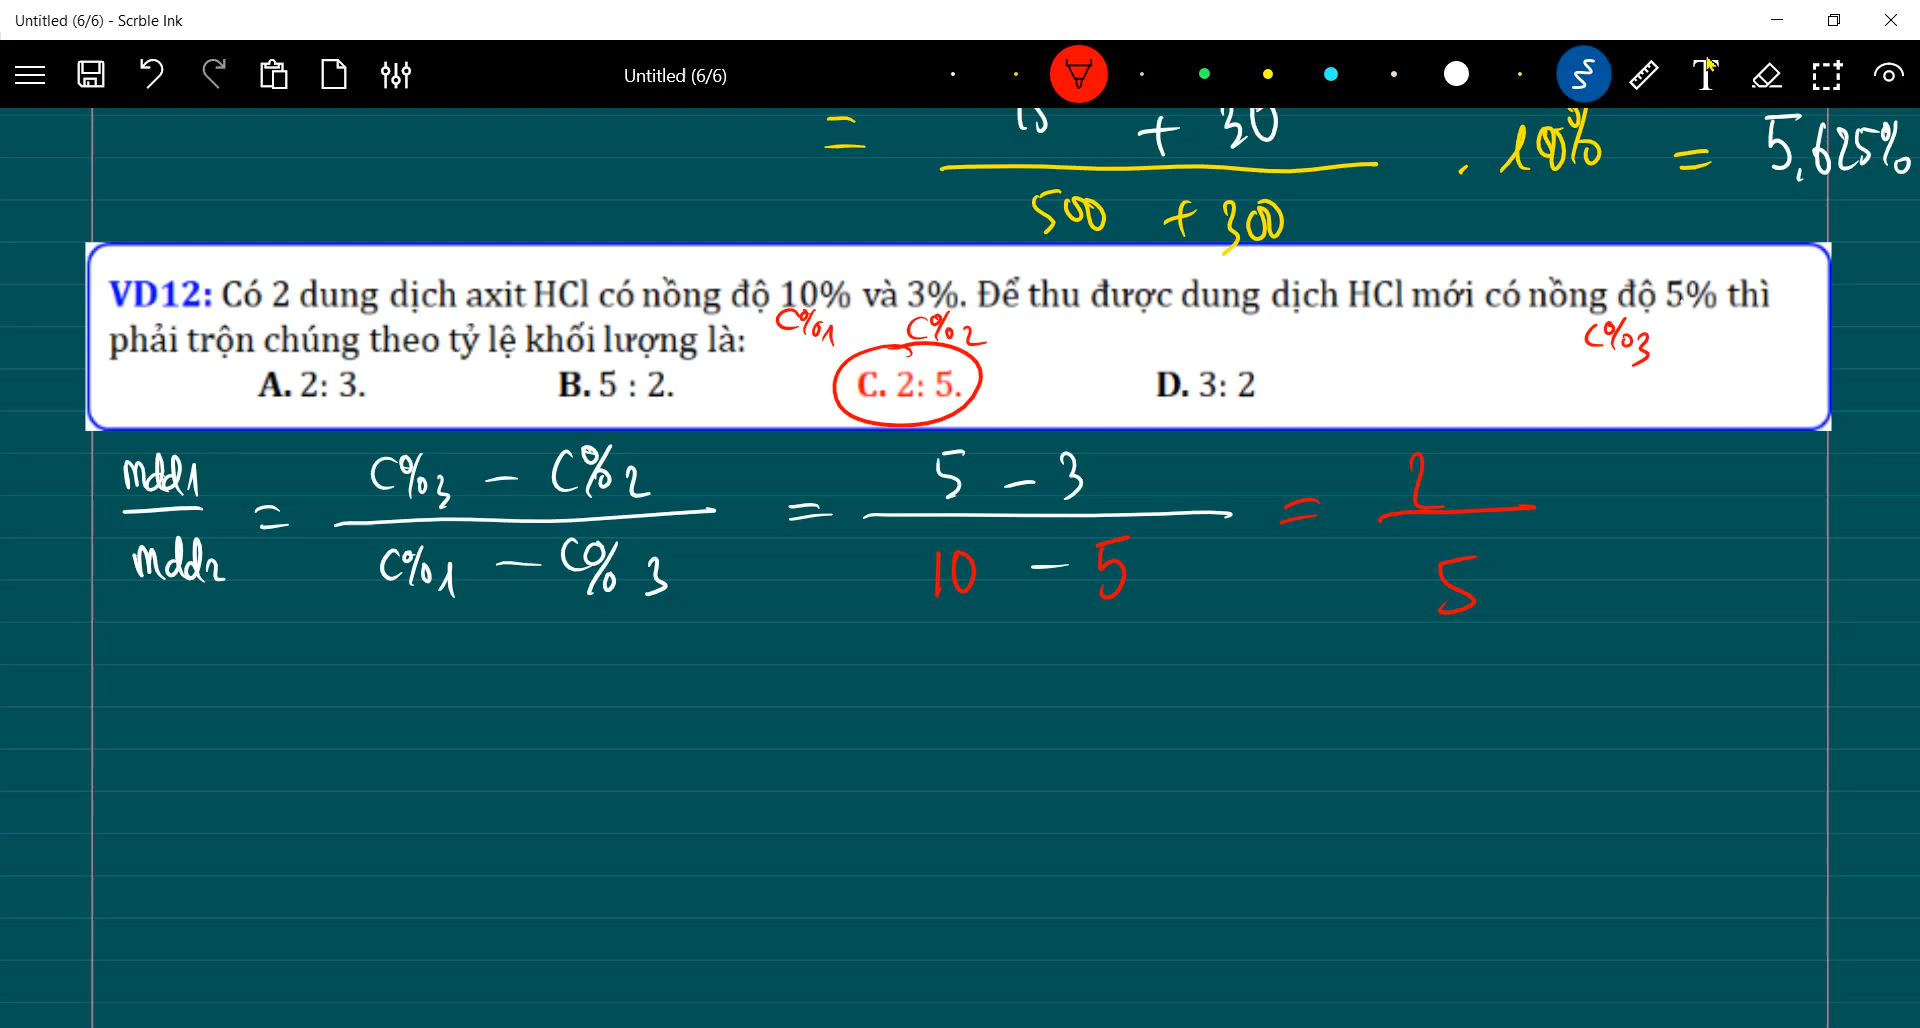 Untitled (6/6) - Scrble Ink
Untitled (6/6)
= 15 + 30 / 500 + 300 . 100% = 5,625%
VD12: Có 2 dung dịch axit HCl có nồng độ 10% và 3%. Để thu được dung dịch HCl mới có nồng độ 5% thì
C%1 C%2 C%3
phải trộn chúng theo tỷ lệ khối lượng là:
A. 2: 3. B. 5 : 2. C. 2: 5. D. 3: 2
mdd1 / mdd2 = C%3 - C%2 / C%1 - C%3 = 5 - 3 / 10 - 5 = 2 / 5